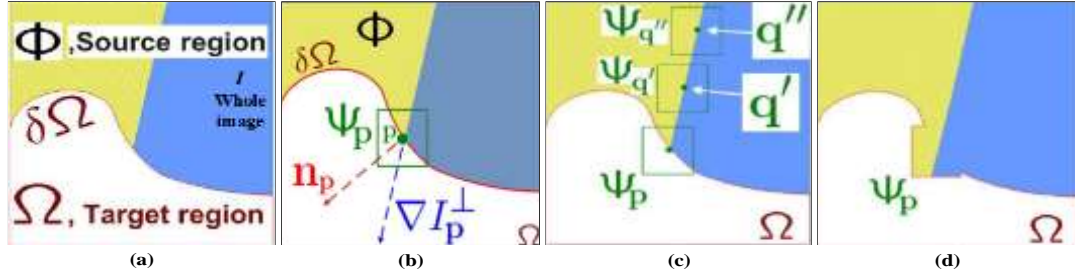 Φ ,Source region
I
Whole
image
δΩ
Ω, Target region
(a)
Φ
δΩ
Ψp p
np
∇I⊥p
Ω
(b)
Ψq′′ q′′
Ψq′ q′
Ψp
Ω
(c)
Ψp
Ω
(d)